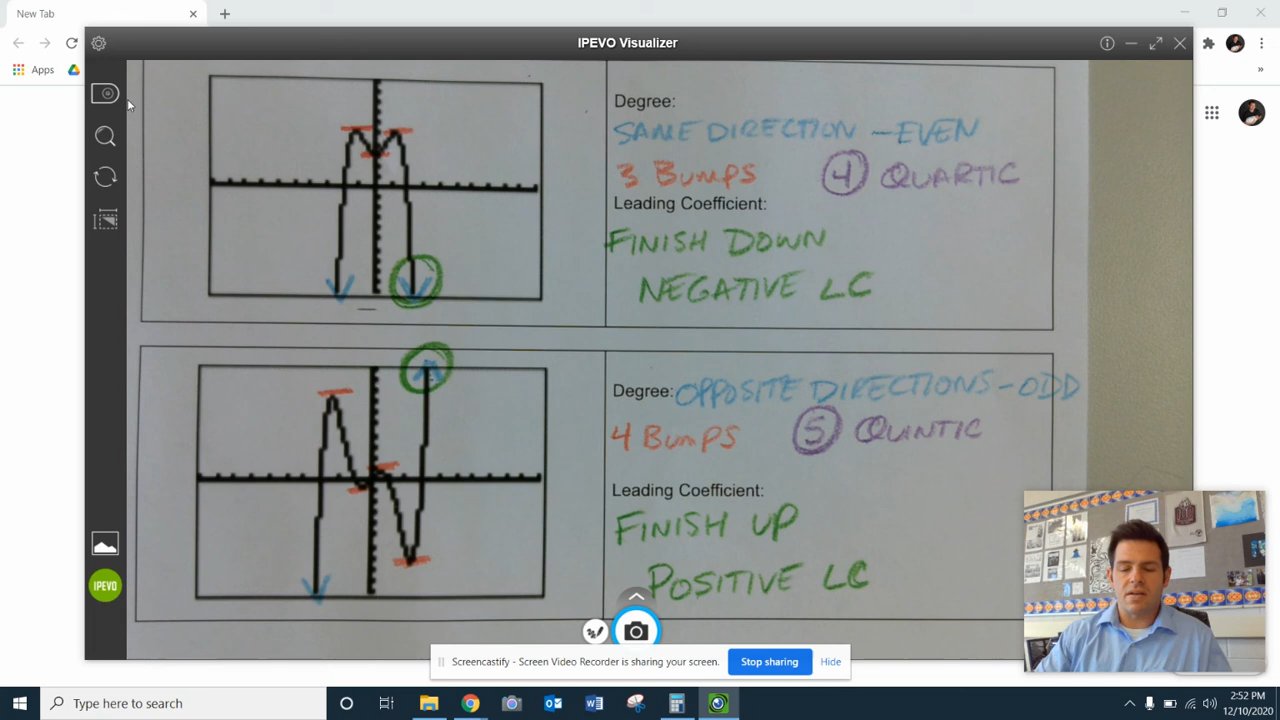 New Tab
Apps
IPEVO Visualizer
Degree:
SAME DIRECTION - EVEN
3 BUMPS 4 QUARTIC
Leading Coefficient:
FINISH DOWN
NEGATIVE LC
Degree: OPPOSITE DIRECTIONS - ODD
4 BUMPS 5 QUINTIC
Leading Coefficient:
FINISH UP
POSITIVE LC
IPEVO
Screencastify - Screen Video Recorder is sharing your screen. Stop sharing Hide
Type here to search
2:52 PM
12/10/2020